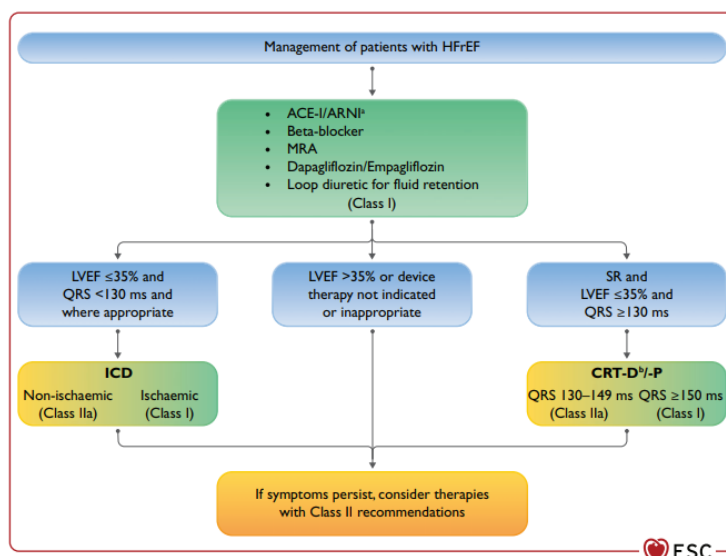 Management of patients with HFrEF
• ACE-I/ARNIᵃ
• Beta-blocker
• MRA
• Dapagliflozin/Empagliflozin
• Loop diuretic for fluid retention
(Class I)
LVEF ≤35% and
QRS <130 ms and
where appropriate
LVEF >35% or device
therapy not indicated
or inappropriate
SR and
LVEF ≤35% and
QRS ≥130 ms
ICD
Non-ischaemic
(Class IIa)
Ischaemic
(Class I)
CRT-Dᵇ/-P
QRS 130–149 ms
(Class IIa)
QRS ≥150 ms
(Class I)
If symptoms persist, consider therapies
with Class II recommendations
ESC